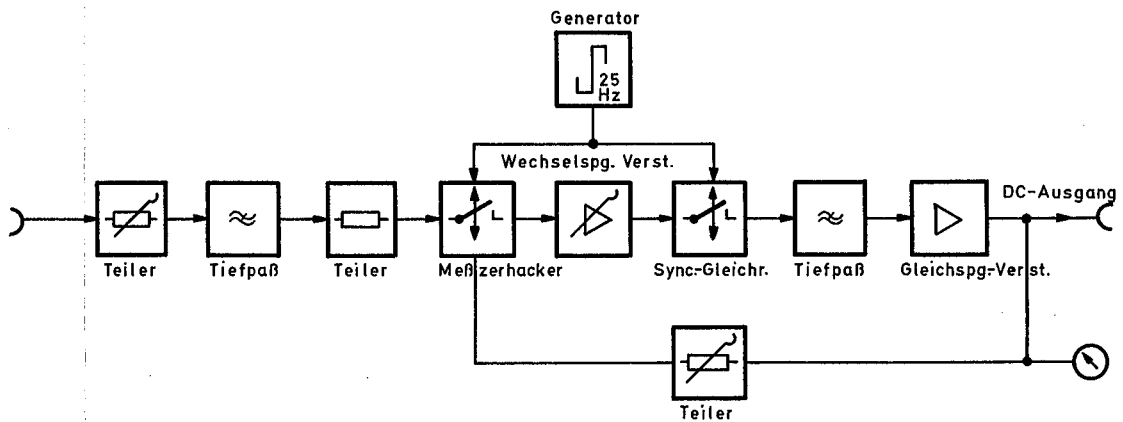 Generator
25
Hz
Wechselspg. Verst.
DC-Ausgang
Teiler
Tiefpaß
Teiler
Meßzerhacker
Sync.-Gleichr.
Tiefpaß
Gleichspg.-Verst.
Teiler